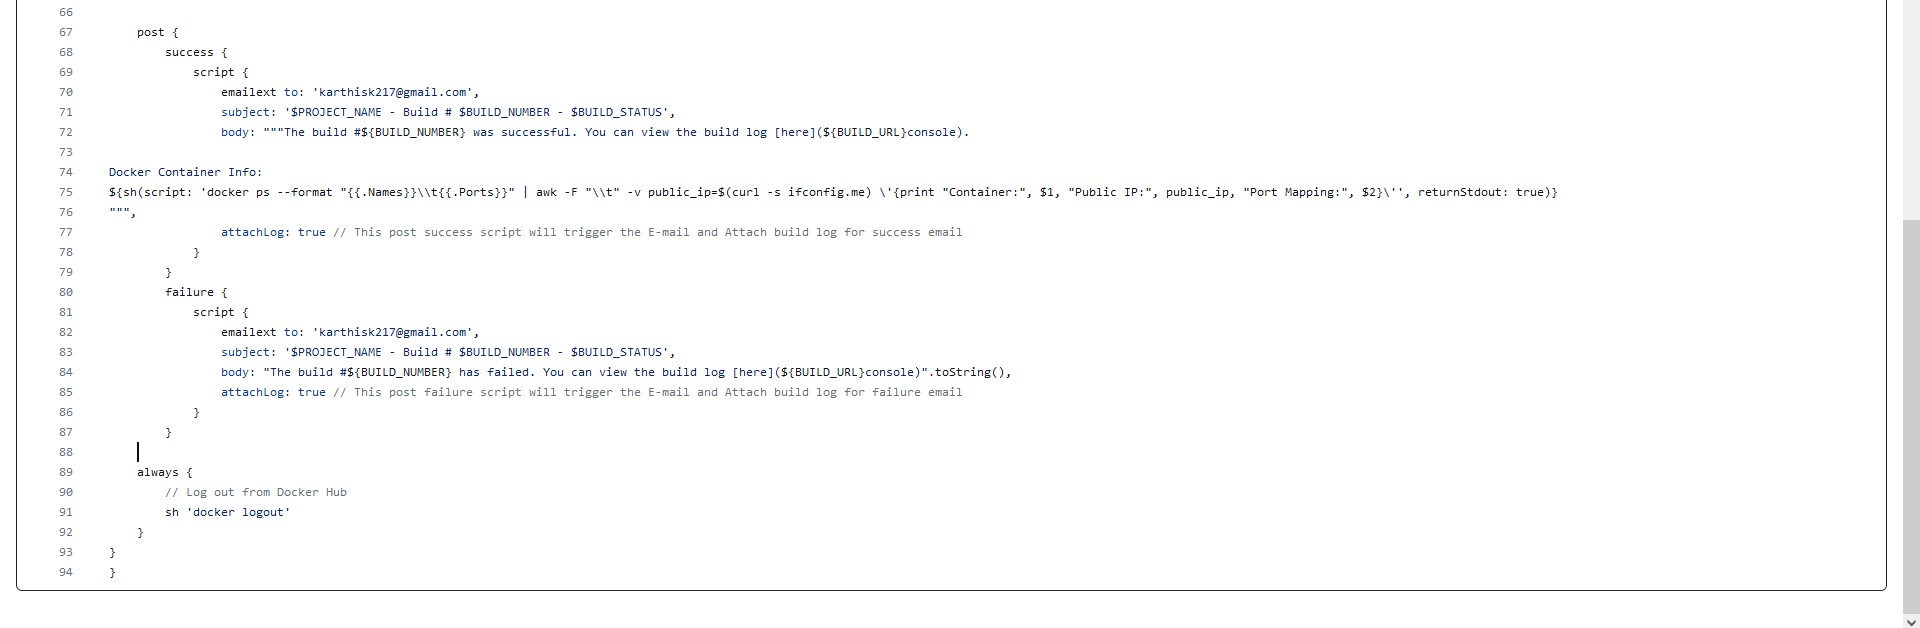 66
67 post {
68 success {
69 script {
70 emailext to: 'karthisk217@gmail.com',
71 subject: '$PROJECT_NAME - Build # $BUILD_NUMBER - $BUILD_STATUS',
72 body: """The build #${BUILD_NUMBER} was successful. You can view the build log [here](${BUILD_URL}console).
73
74 Docker Container Info:
75 ${sh(script: 'docker ps --format "{{.Names}}\\t{{.Ports}}" | awk -F "\\t" -v public_ip=$(curl -s ifconfig.me) \'{print "Container:", $1, "Public IP:", public_ip, "Port Mapping:", $2}\'', returnStdout: true)}
76 """,
77 attachLog: true // This post success script will trigger the E-mail and Attach build log for success email
78 }
79 }
80 failure {
81 script {
82 emailext to: 'karthisk217@gmail.com',
83 subject: '$PROJECT_NAME - Build # $BUILD_NUMBER - $BUILD_STATUS',
84 body: "The build #${BUILD_NUMBER} has failed. You can view the build log [here](${BUILD_URL}console)".toString(),
85 attachLog: true // This post failure script will trigger the E-mail and Attach build log for failure email
86 }
87 }
88
89 always {
90 // Log out from Docker Hub
91 sh 'docker logout'
92 }
93 }
94 }